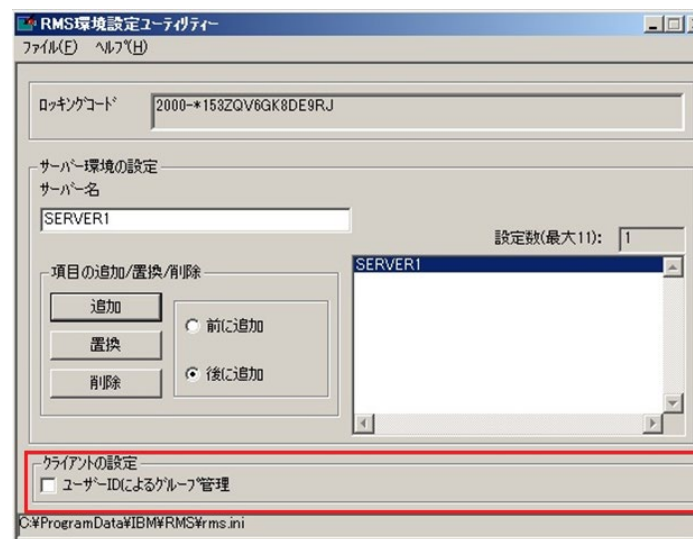 RMS環境設定ユーティリティー
ファイル(F) ヘルプ(H)
ロッキングコード 2000-*153ZQV6GK8DE9RJ
サーバー環境の設定
サーバー名
SERVER1
設定数(最大11): 1
SERVER1
項目の追加/置換/削除
追加
置換
削除
前に追加
後に追加
クライアントの設定
ユーザーIDによるグループ管理
C:¥ProgramData¥IBM¥RMS¥rms.ini